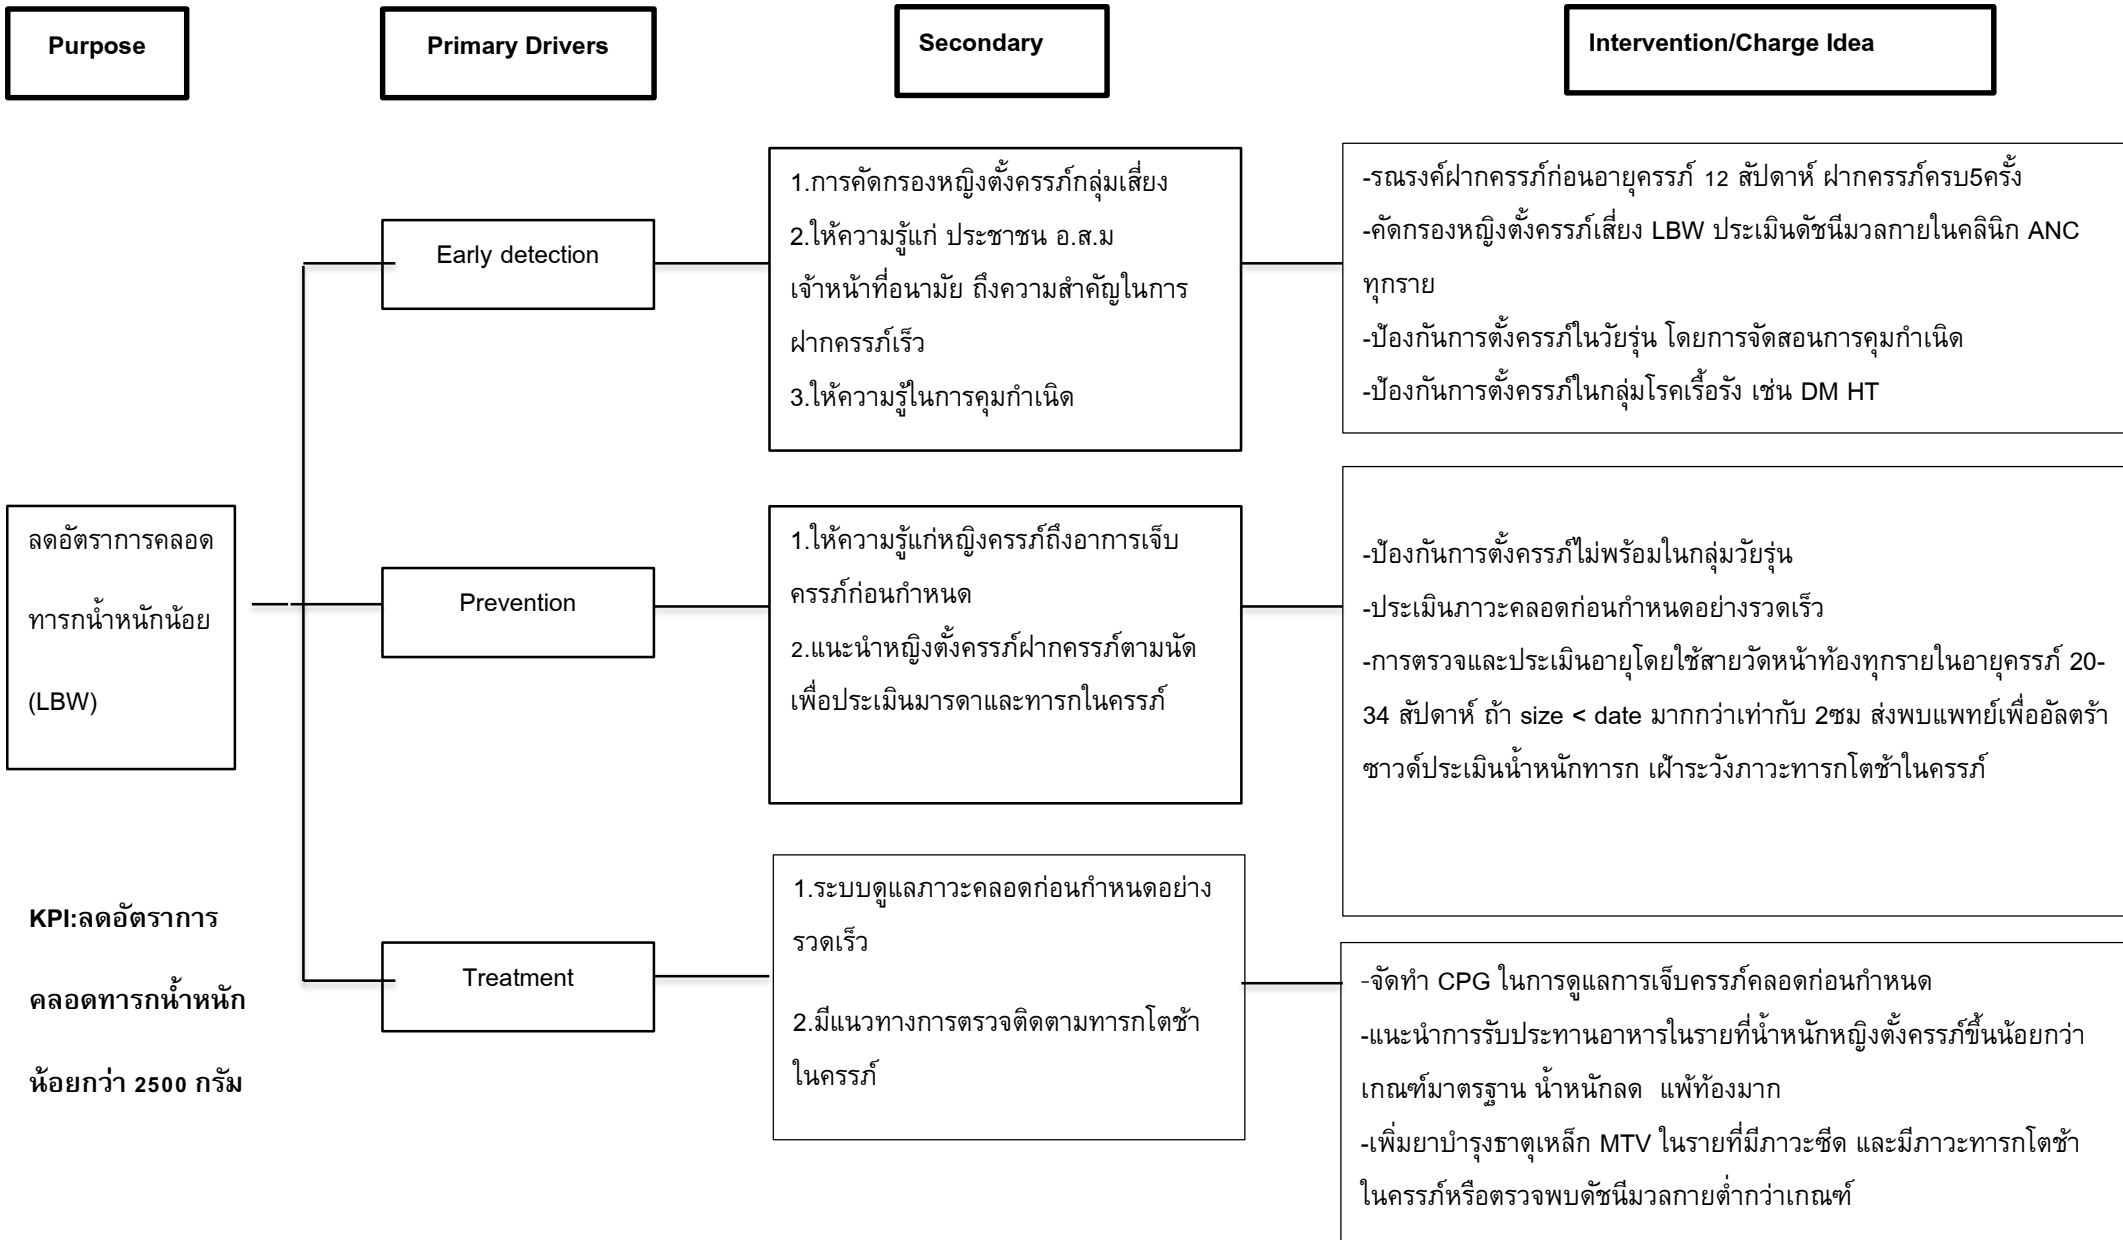 Purpose
Primary Drivers
Secondary
Intervention/Charge Idea
ลดอัตราการคลอด
ทารกน้ำหนักน้อย
(LBW)
KPI:ลดอัตราการ
คลอดทารกน้ำหนัก
น้อยกว่า 2500 กรัม
Early detection
1.การคัดกรองหญิงตั้งครรภ์กลุ่มเสี่ยง
2.ให้ความรู้แก่ ประชาชน อ.ส.ม
เจ้าหน้าที่อนามัย ถึงความสำคัญในการ
ฝากครรภ์เร็ว
3.ให้ความรู้ในการคุมกำเนิด
-รณรงค์ฝากครรภ์ก่อนอายุครรภ์ 12 สัปดาห์ ฝากครรภ์ครบ5ครั้ง
-คัดกรองหญิงตั้งครรภ์เสี่ยง LBW ประเมินดัชนีมวลกายในคลินิก ANC
ทุกราย
-ป้องกันการตั้งครรภ์ในวัยรุ่น โดยการจัดสอนการคุมกำเนิด
-ป้องกันการตั้งครรภ์ในกลุ่มโรคเรื้อรัง เช่น DM HT
Prevention
1.ให้ความรู้แก่หญิงครรภ์ถึงอาการเจ็บ
ครรภ์ก่อนกำหนด
2.แนะนำหญิงตั้งครรภ์ฝากครรภ์ตามนัด
เพื่อประเมินมารดาและทารกในครรภ์
-ป้องกันการตั้งครรภ์ไม่พร้อมในกลุ่มวัยรุ่น
-ประเมินภาวะคลอดก่อนกำหนดอย่างรวดเร็ว
-การตรวจและประเมินอายุโดยใช้สายวัดหน้าท้องทุกรายในอายุครรภ์ 20-
34 สัปดาห์ ถ้า size < date มากกว่าเท่ากับ 2ซม ส่งพบแพทย์เพื่ออัลตร้า
ซาวด์ประเมินน้ำหนักทารก เฝ้าระวังภาวะทารกโตช้าในครรภ์
Treatment
1.ระบบดูแลภาวะคลอดก่อนกำหนดอย่าง
รวดเร็ว
2.มีแนวทางการตรวจติดตามทารกโตช้า
ในครรภ์
-จัดทำ CPG ในการดูแลการเจ็บครรภ์คลอดก่อนกำหนด
-แนะนำการรับประทานอาหารในรายที่น้ำหนักหญิงตั้งครรภ์ขึ้นน้อยกว่า
เกณฑ์มาตรฐาน น้ำหนักลด แพ้ท้องมาก
-เพิ่มยาบำรุงธาตุเหล็ก MTV ในรายที่มีภาวะซีด และมีภาวะทารกโตช้า
ในครรภ์หรือตรวจพบดัชนีมวลกายต่ำกว่าเกณฑ์